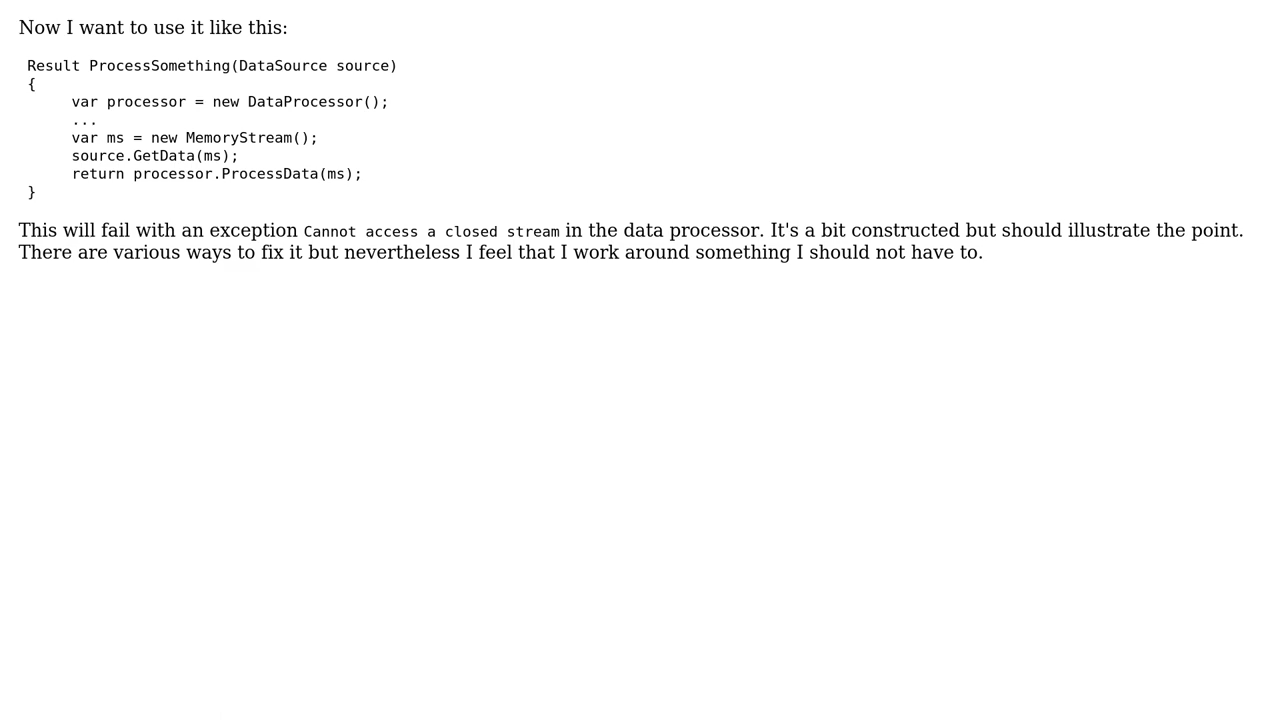 Now I want to use it like this:
Result ProcessSomething(DataSource source)
{
     var processor = new DataProcessor();
     ...
     var ms = new MemoryStream();
     source.GetData(ms);
     return processor.ProcessData(ms);
}
This will fail with an exception Cannot access a closed stream in the data processor. It's a bit constructed but should illustrate the point.
There are various ways to fix it but nevertheless I feel that I work around something I should not have to.